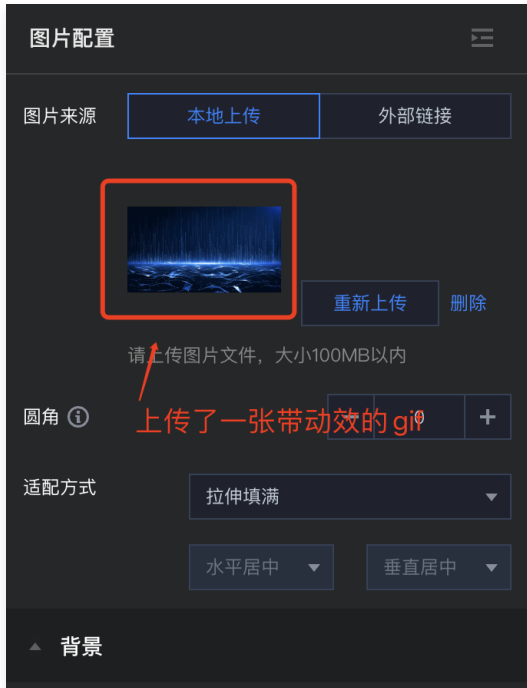 图片配置
图片来源
本地上传
外部链接
重新上传
删除
请上传图片文件，大小100MB以内
上传了一张带动效的 gif
圆角
0
适配方式
拉伸填满
水平居中
垂直居中
背景